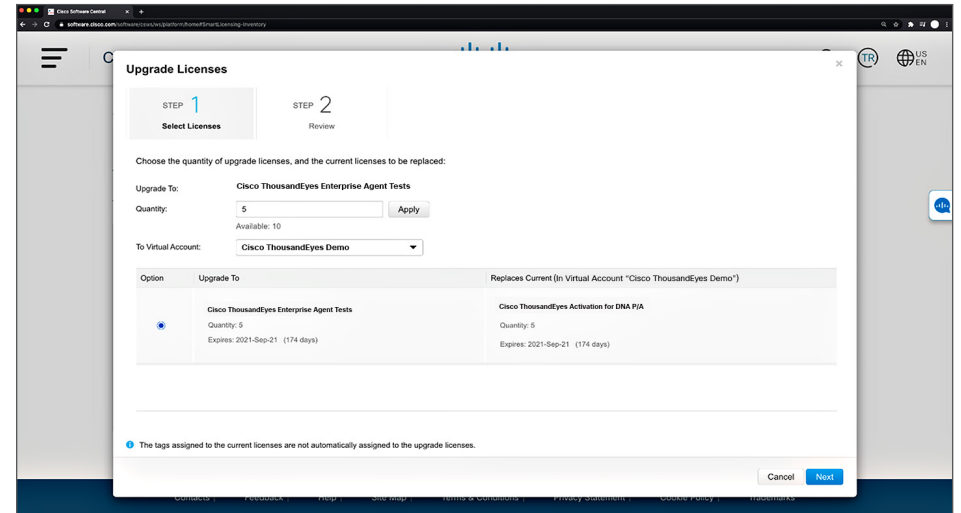 Cisco Software Central
software.cisco.com/software/csws/ws/platform/home#SmartLicensing-Inventory
C
TR
US
EN
Upgrade Licenses
STEP 1
Select Licenses
STEP 2
Review
Choose the quantity of upgrade licenses, and the current licenses to be replaced:
Upgrade To: Cisco ThousandEyes Enterprise Agent Tests
Quantity: 5 Apply
Available: 10
To Virtual Account: Cisco ThousandEyes Demo
Option Upgrade To Replaces Current (In Virtual Account "Cisco ThousandEyes Demo")
Cisco ThousandEyes Enterprise Agent Tests
Quantity: 5
Expires: 2021-Sep-21 (174 days)
Cisco ThousandEyes Activation for DNA P/A
Quantity: 5
Expires: 2021-Sep-21 (174 days)
The tags assigned to the current licenses are not automatically assigned to the upgrade licenses.
Cancel Next
Contacts | Feedback | Help | Site Map | Terms & Conditions | Privacy Statement | Cookie Policy | Trademarks